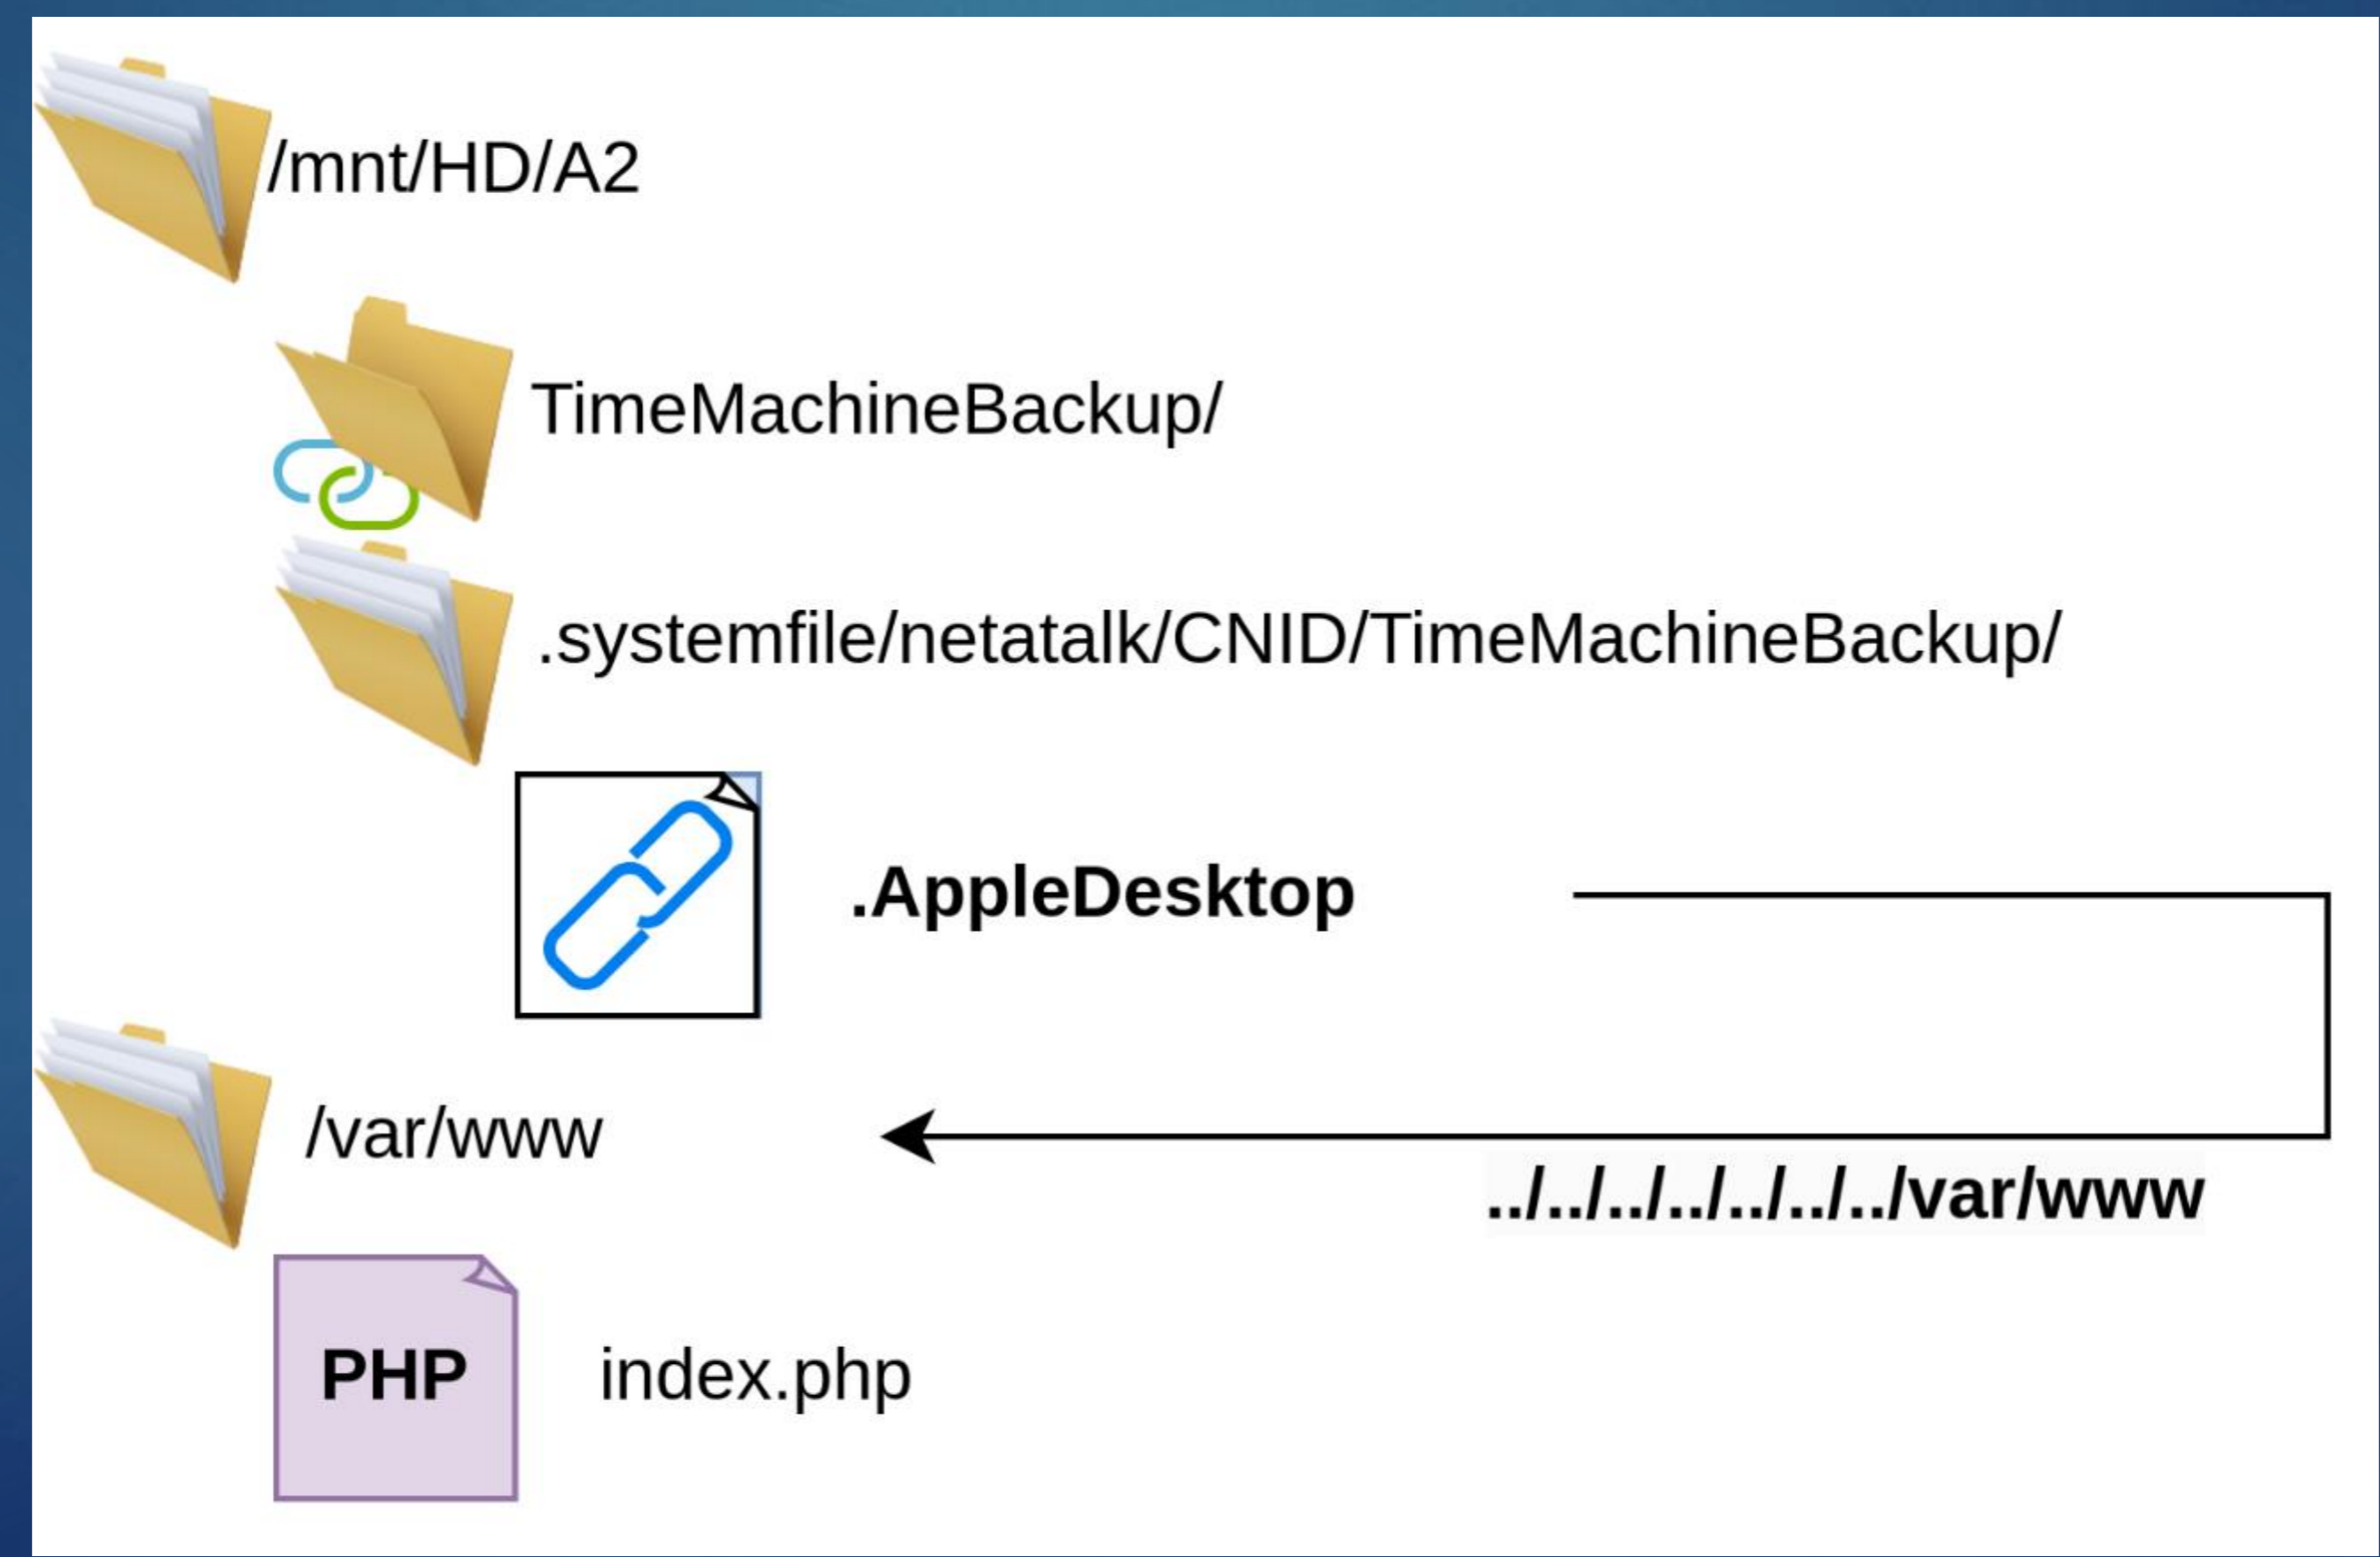 /mnt/HD/A2
TimeMachineBackup/
.systemfile/netatalk/CNID/TimeMachineBackup/
.AppleDesktop
/var/www
../../../../../../../var/www
PHP
index.php